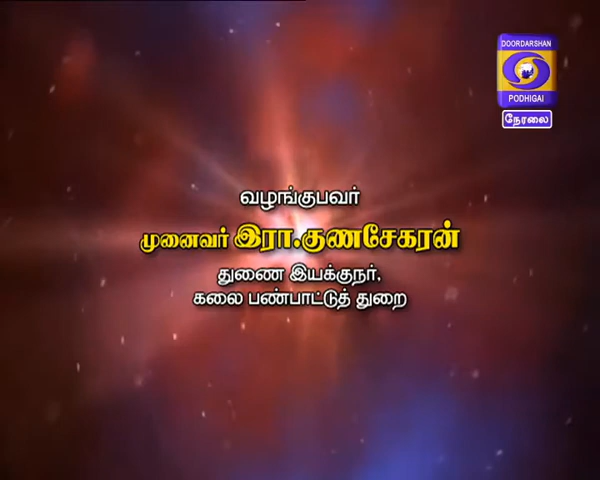 DOORDARSHAN
PODHIGAI
நேரலை
வழங்குபவர்
முனைவர் இரா.குணசேகரன்
துணை இயக்குநர்,
கலை பண்பாட்டுத் துறை